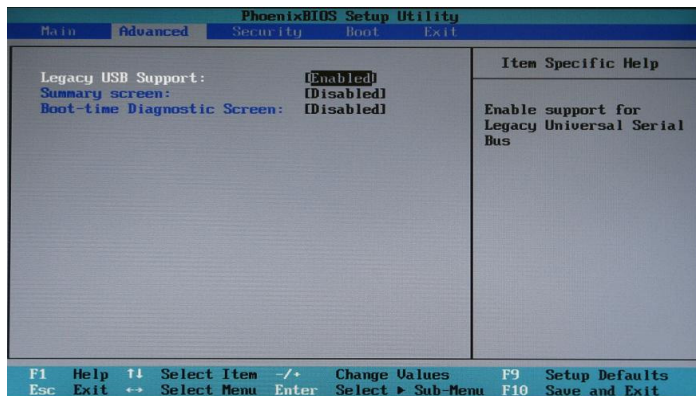 PhoenixBIOS Setup Utility
Main Advanced Security Boot Exit
Item Specific Help
Legacy USB Support: [Enabled]
Summary screen: [Disabled]
Boot-time Diagnostic Screen: [Disabled]
Enable support for
Legacy Universal Serial
Bus
F1 Help ↑↓ Select Item -/+ Change Values F9 Setup Defaults
Esc Exit ↔ Select Menu Enter Select ▶ Sub-Menu F10 Save and Exit